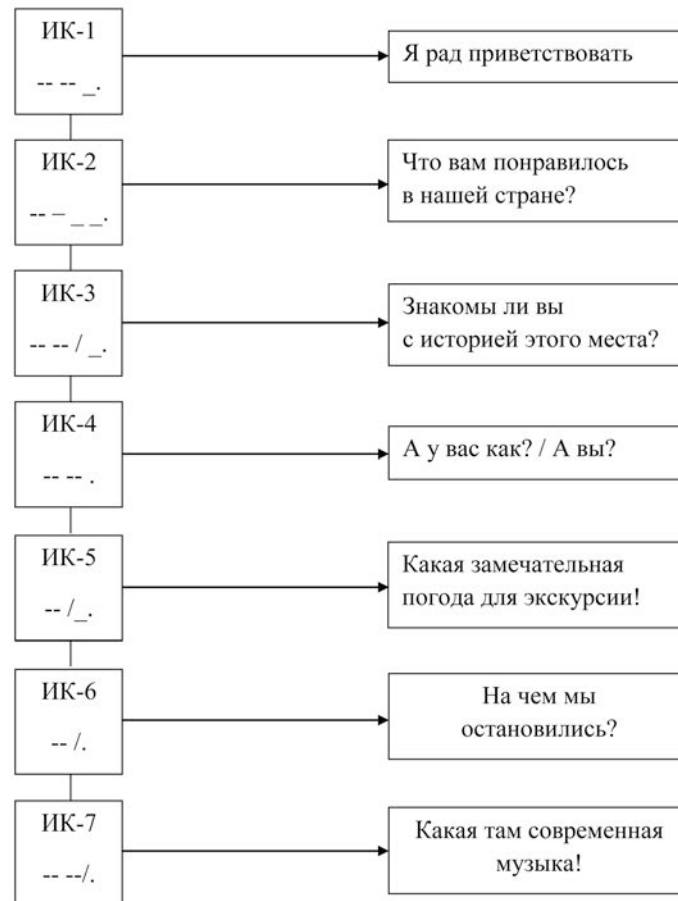 ИК-1
-- -- _.
Я рад приветствовать
ИК-2
-- – _ _.
Что вам понравилось
в нашей стране?
ИК-3
-- -- / _.
Знакомы ли вы
с историей этого места?
ИК-4
-- -- .
А у вас как? / А вы?
ИК-5
-- /_.
Какая замечательная
погода для экскурсии!
ИК-6
-- /.
На чем мы
остановились?
ИК-7
-- --/.
Какая там современная
музыка!